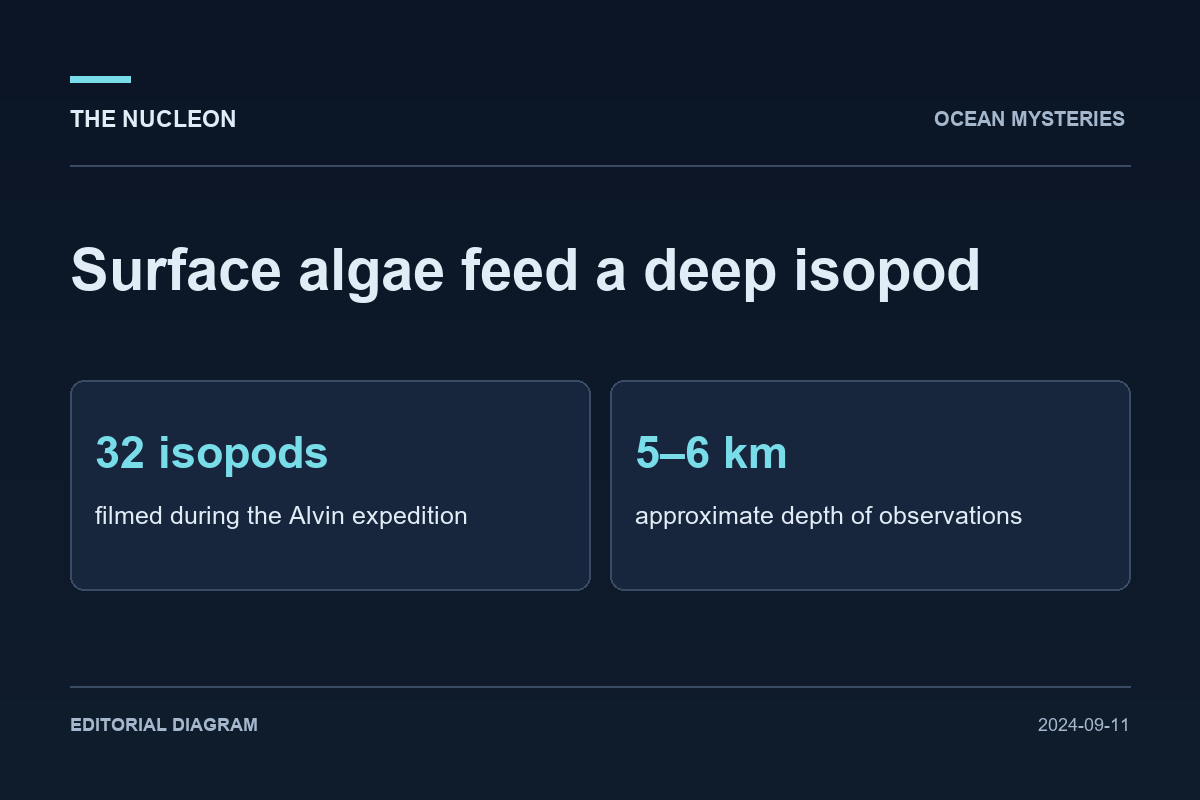 THE NUCLEON
OCEAN MYSTERIES
Surface algae feed a deep isopod
32 isopods
filmed during the Alvin expedition
5–6 km
approximate depth of observations
EDITORIAL DIAGRAM
2024-09-11